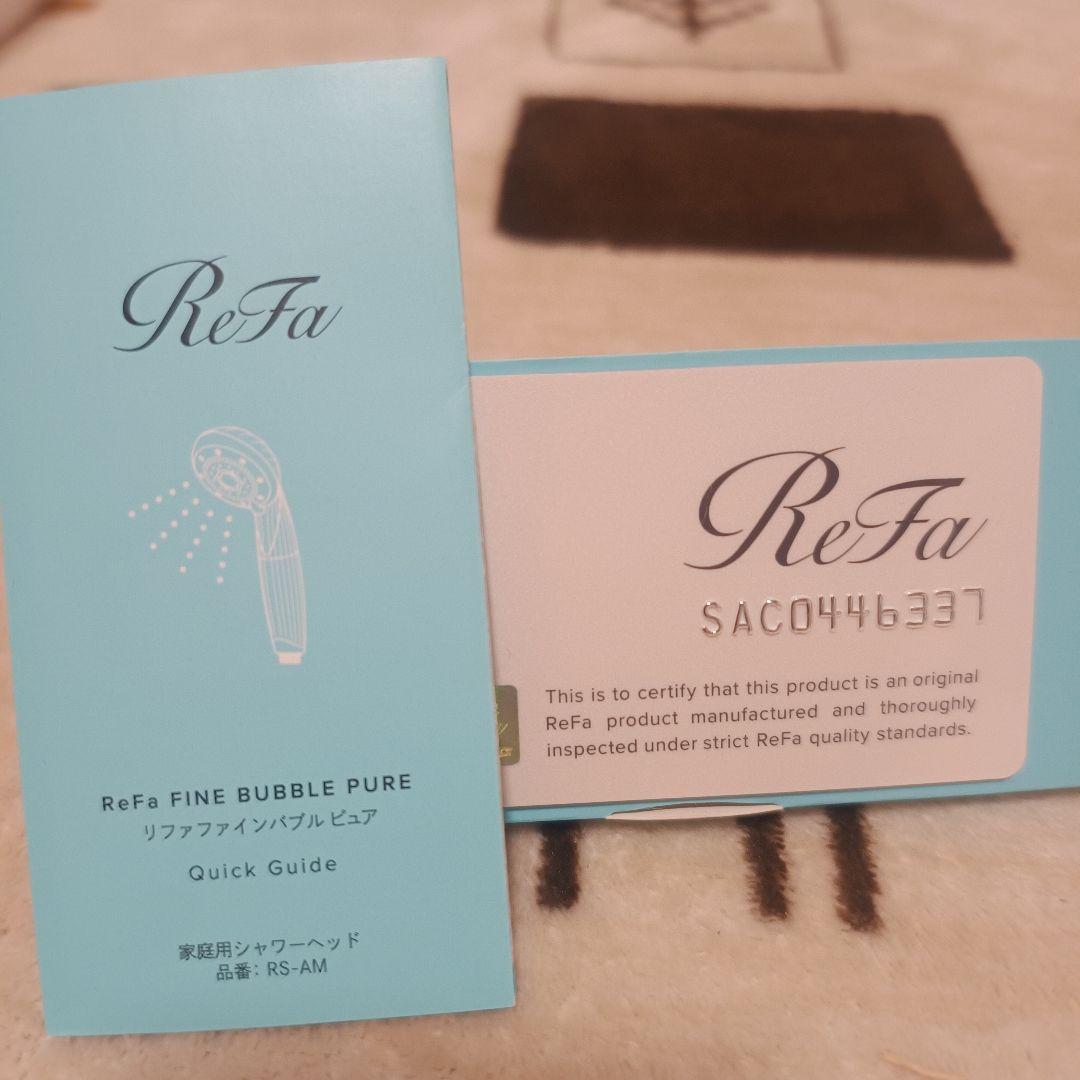 ReFa
ReFa FINE BUBBLE PURE
リファファインバブル ピュア
Quick Guide
家庭用シャワーヘッド
品番: RS-AM
ReFa
SAC0446337
This is to certify that this product is an original
ReFa product manufactured and thoroughly
inspected under strict ReFa quality standards.